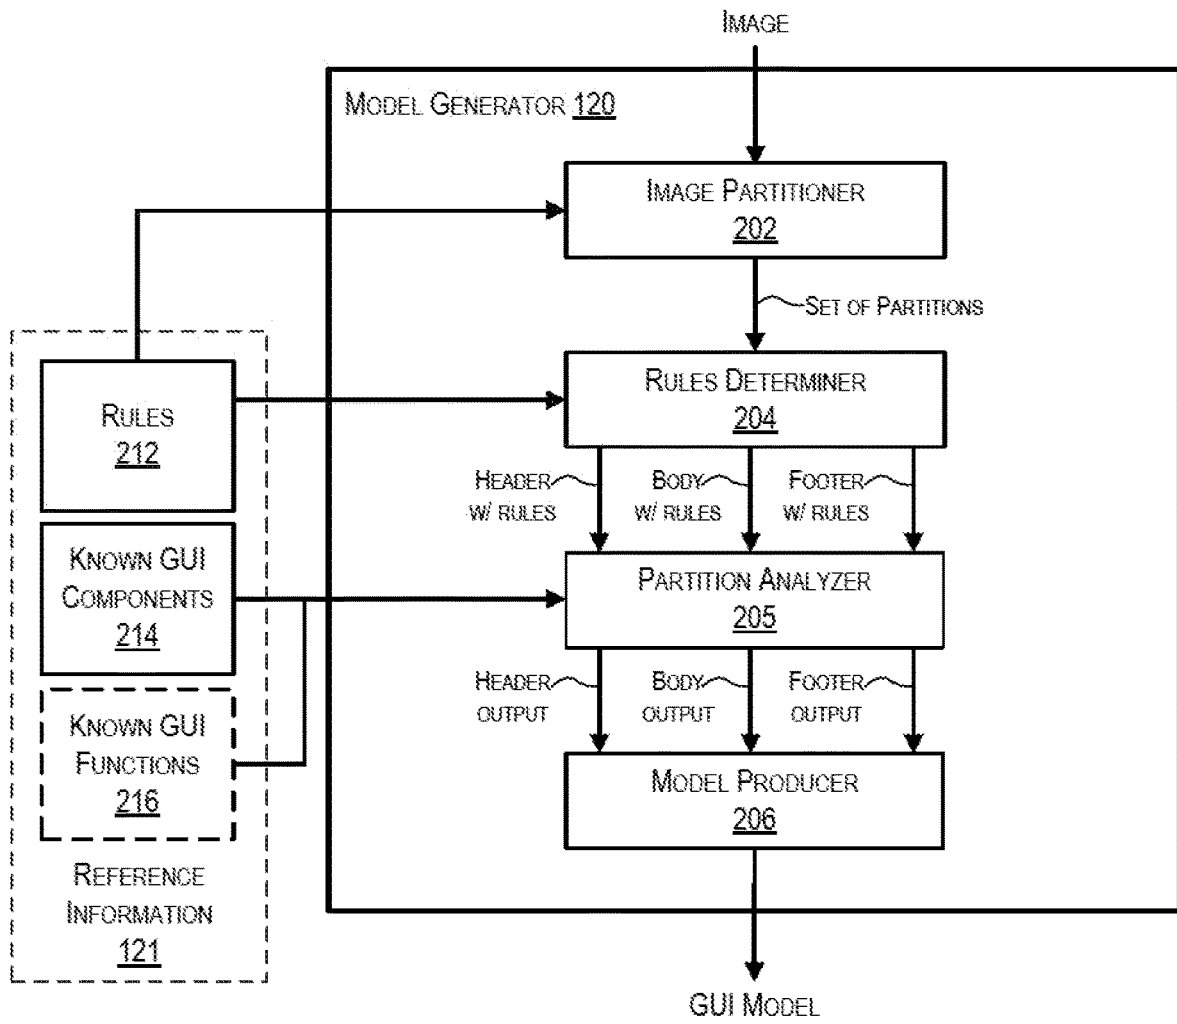 IMAGE
MODEL GENERATOR 120
IMAGE PARTITIONER
202
SET OF PARTITIONS
RULES DETERMINER
204
RULES
212
HEADER
W/ RULES
BODY
W/ RULES
FOOTER
W/ RULES
KNOWN GUI
COMPONENTS
214
PARTITION ANALYZER
205
HEADER
OUTPUT
BODY
OUTPUT
FOOTER
OUTPUT
KNOWN GUI
FUNCTIONS
216
MODEL PRODUCER
206
REFERENCE
INFORMATION
121
GUI MODEL